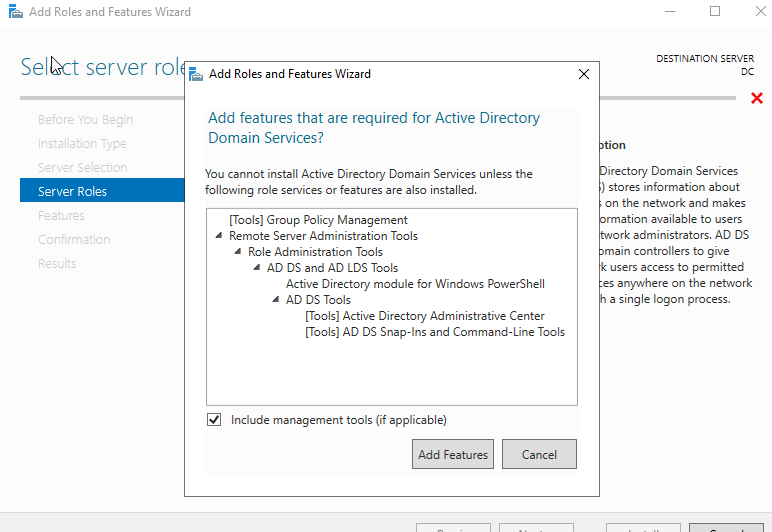 Add Roles and Features Wizard
Select server
DESTINATION SERVER
DC
Before You Begin
Installation Type
Server Selection
Server Roles
Features
Confirmation
Results
Add Roles and Features Wizard
Add features that are required for Active Directory
Domain Services?
You cannot install Active Directory Domain Services unless the
following role services or features are also installed.
[Tools] Group Policy Management
Remote Server Administration Tools
Role Administration Tools
AD DS and AD LDS Tools
Active Directory module for Windows PowerShell
AD DS Tools
[Tools] Active Directory Administrative Center
[Tools] AD DS Snap-Ins and Command-Line Tools
Include management tools (if applicable)
Add Features
Cancel
Directory Domain Services
stores information about
on the network and makes
available to users
administrators. AD DS
controllers to give
users access to permitted
anywhere on the network
a single logon process.